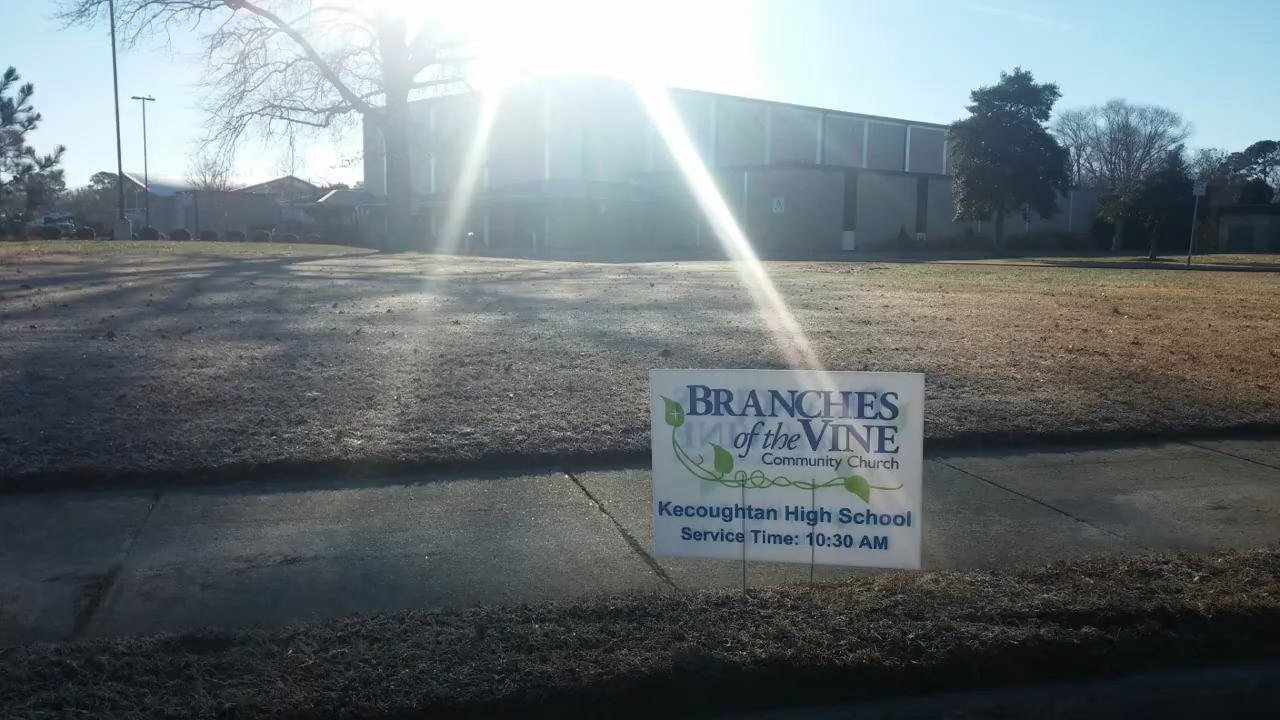 BRANCHES
of the VINE
Community Church
Kecoughtan High School
Service Time: 10:30 AM